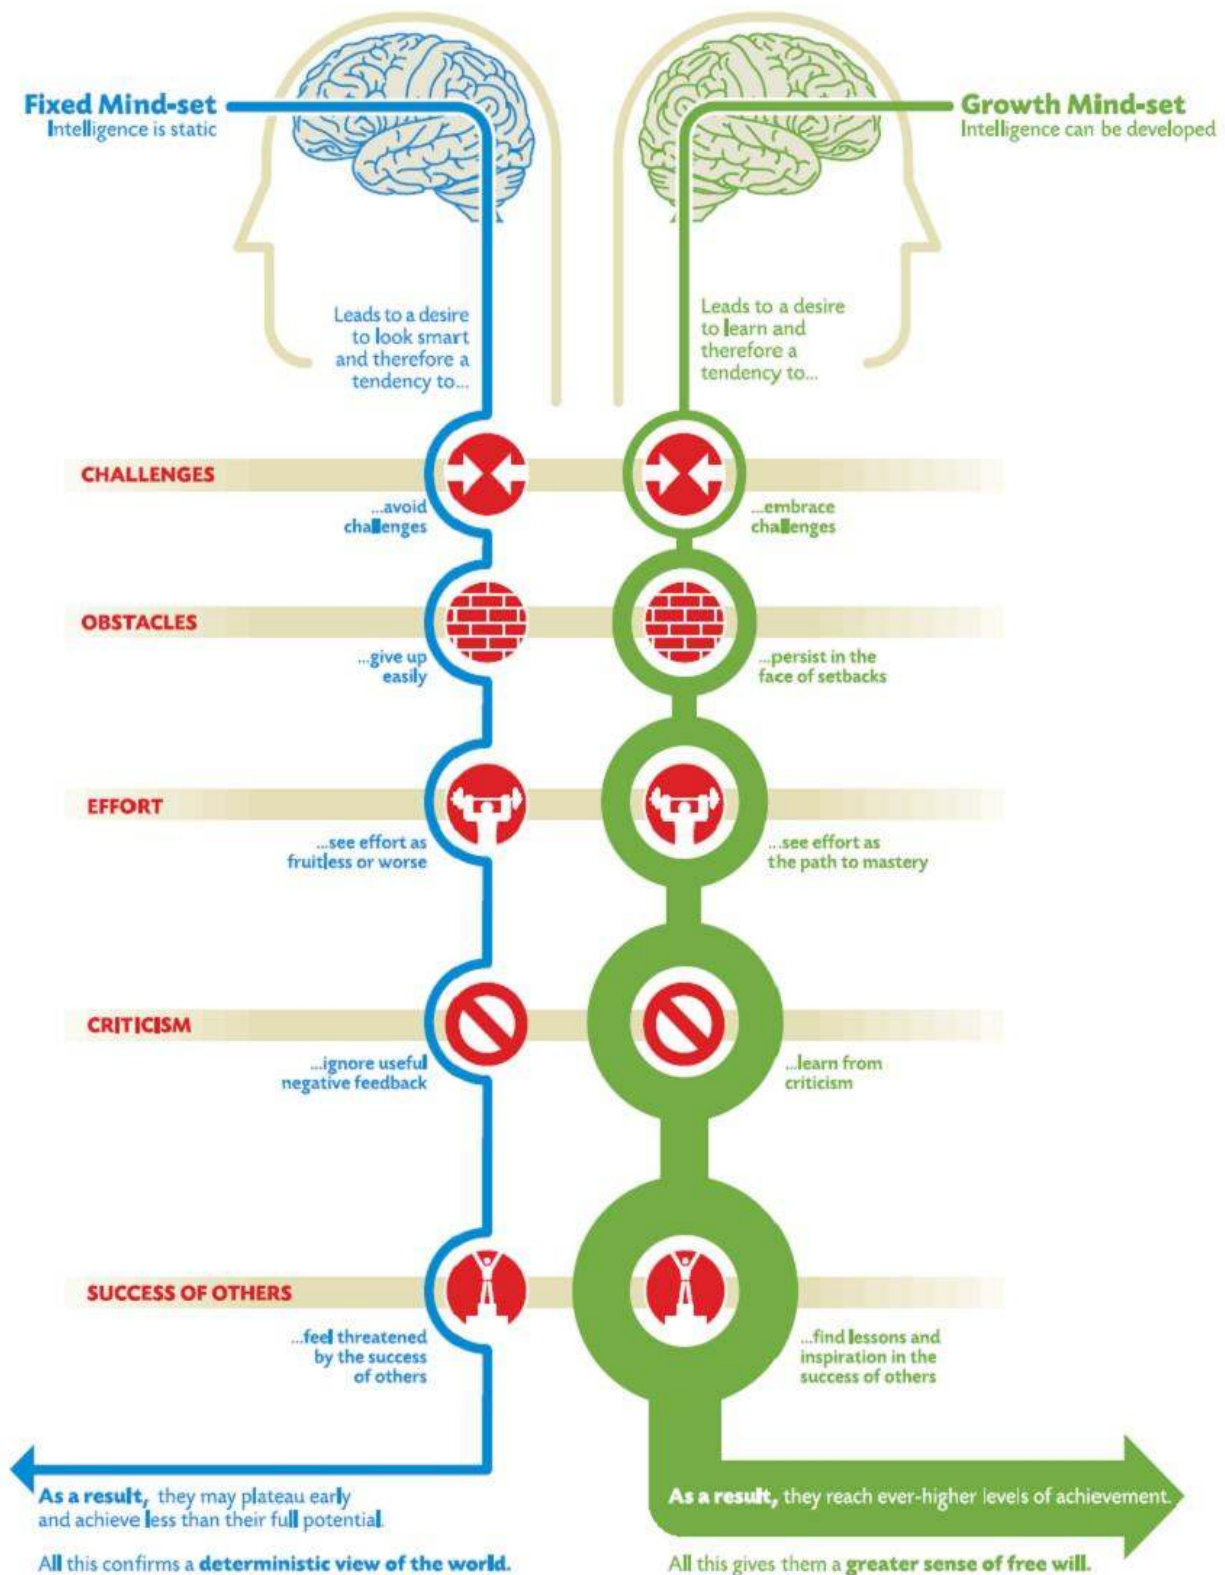 Fixed Mind-set
Intelligence is static
Growth Mind-set
Intelligence can be developed
Leads to a desire
to look smart
and therefore a
tendency to...
Leads to a desire
to learn and
therefore a
tendency to...
CHALLENGES
...avoid
challenges
...embrace
challenges
OBSTACLES
...give up
easily
...persist in the
face of setbacks
EFFORT
...see effort as
fruitless or worse
...see effort as
the path to mastery
CRITICISM
...ignore useful
negative feedback
...learn from
criticism
SUCCESS OF OTHERS
...feel threatened
by the success
of others
...find lessons and
inspiration in the
success of others
As a result, they may plateau early
and achieve less than their full potential.
All this confirms a deterministic view of the world.
As a result, they reach ever-higher levels of achievement.
All this gives them a greater sense of free will.